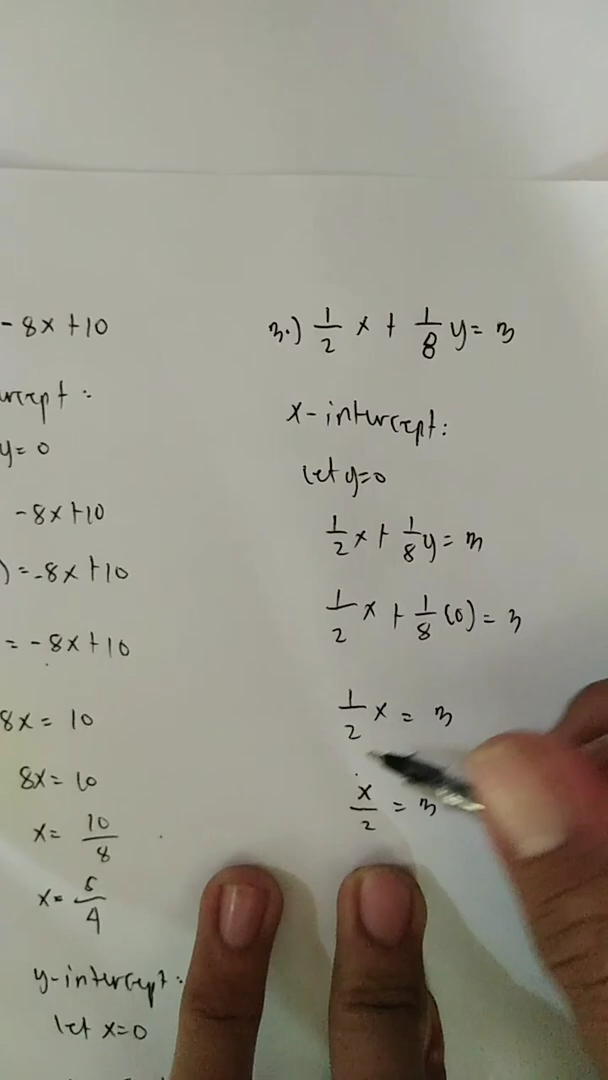 -8x+10
y=0
-8x+10
) = -8x+10
= -8x+10
8x = 10
8x = 10
x = 10/8
x = 5/4
y-intercept:
let x=0
3.) 1/2 x + 1/8 y = 3
x-intercept:
let y=0
1/2 x + 1/8 y = 3
1/2 x + 1/8 (0) = 3
1/2 x = 3
x/2 = 3